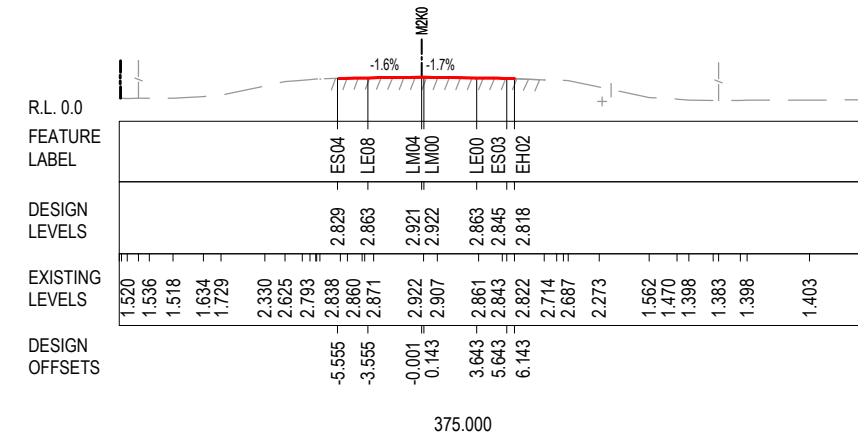 M2K0
-1.6% -1.7%
R.L. 0.0
FEATURE
LABEL
ES04 LE08 LM04 LM00 LE00 ES03 EH02
DESIGN
LEVELS
2.829 2.863 2.921 2.922 2.863 2.845 2.818
EXISTING
LEVELS
1.520 1.536 1.518 1.634 1.729 2.330 2.625 2.793 2.838 2.860 2.871 2.922 2.907 2.861 2.843 2.822 2.714 2.687 2.273 1.562 1.470 1.398 1.383 1.398 1.403
DESIGN
OFFSETS
-5.555 -3.555 -0.001 0.143 3.643 5.643 6.143
375.000